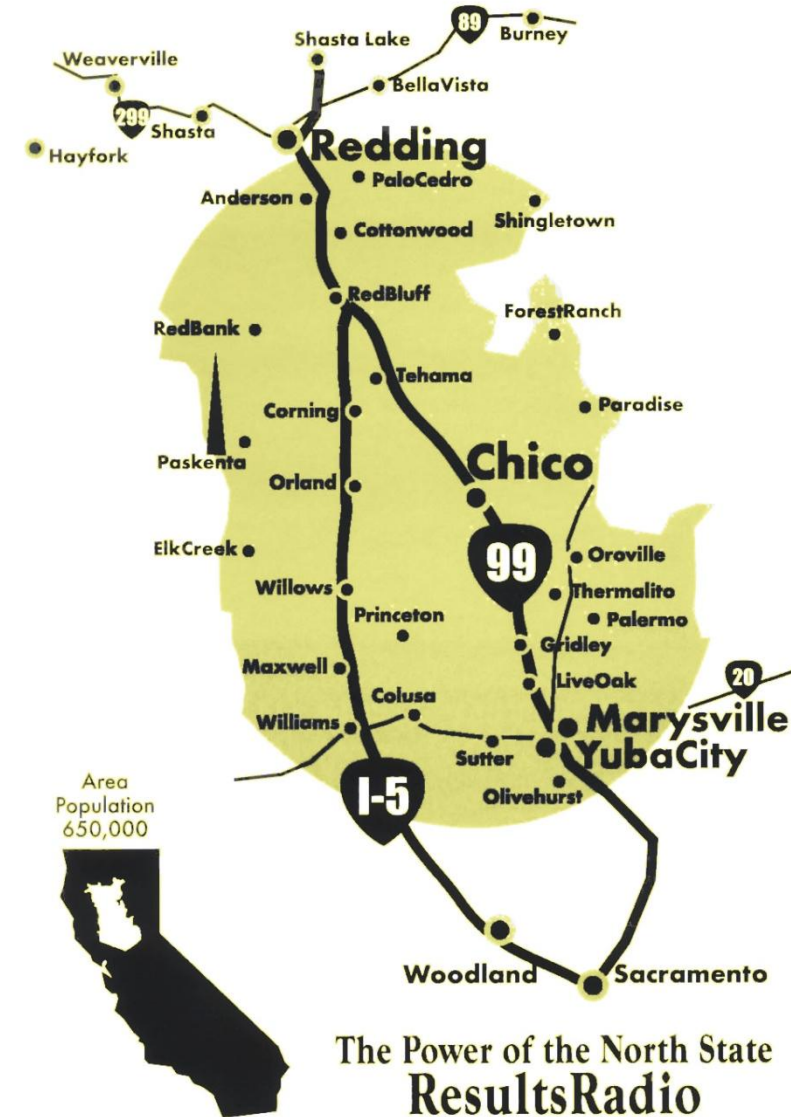 89
Burney
Shasta Lake
Weaverville
BellaVista
299
Shasta
Hayfork
Redding
PaloCedro
Anderson
Shingletown
Cottonwood
RedBluff
ForestRanch
RedBank
Tehama
Corning
Paradise
Chico
Paskenta
Orland
99
ElkCreek
Oroville
Willows
Thermalito
Princeton
Palermo
Gridley
Maxwell
LiveOak
20
Colusa
Williams
Marysville
Sutter
YubaCity
I-5
Olivehurst
Area
Population
650,000
Woodland
Sacramento
The Power of the North State
ResultsRadio